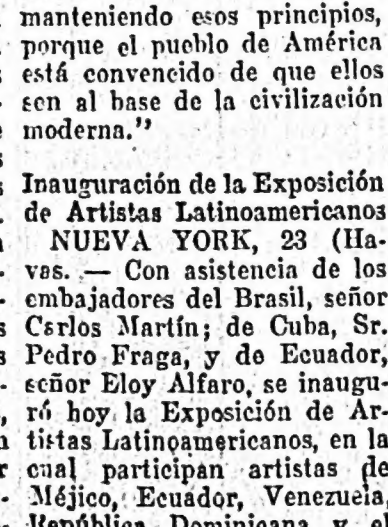 manteniendo esos principios,
porque el pueblo de América
está convencido de que ellos
son al base de la civilización
moderna."
Inauguración de la Exposición
de Artistas Latinoamericanos
NUEVA YORK, 23 (Ha-
vas. — Con asistencia de los
embajadores del Brasil, señor
Carlos Martín; de Cuba, Sr.
Pedro Fraga, y de Ecuador,
señor Eloy Alfaro, se inaugu-
ró hoy la Exposición de Ar-
tistas Latinoamericanos, en la
cual participan artistas de
Méjico, Ecuador, Venezuela
República Dominicana y